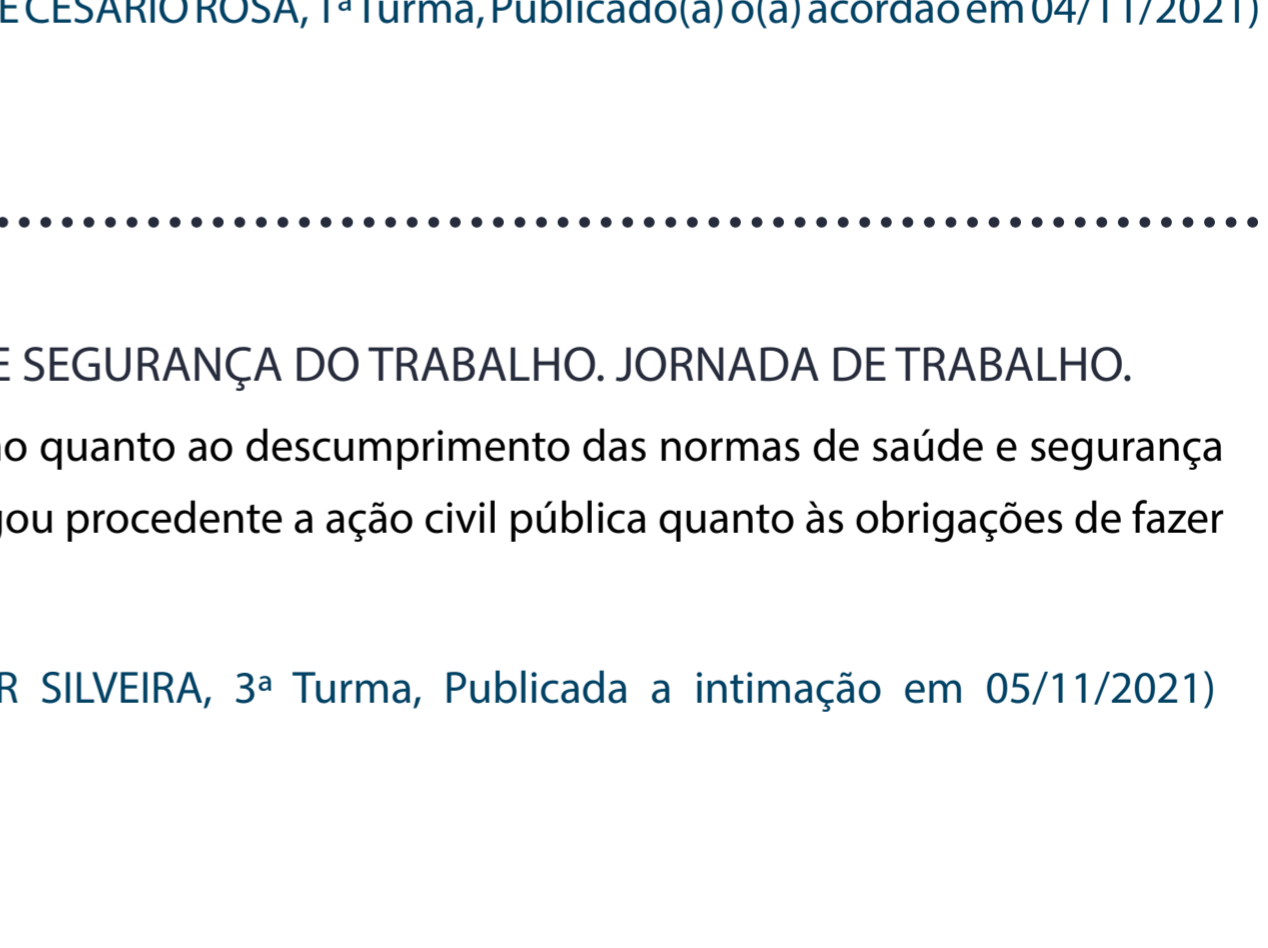 E CESÁRIO ROSA, 1ª Turma, Publicado(a) o(a) acórdão em 04/11/2021)
E SEGURANÇA DO TRABALHO. JORNADA DE TRABALHO.
quanto ao descumprimento das normas de saúde e segurança
procedente a ação civil pública quanto às obrigações de fazer
R SILVEIRA, 3ª Turma, Publicada a intimação em 05/11/2021)